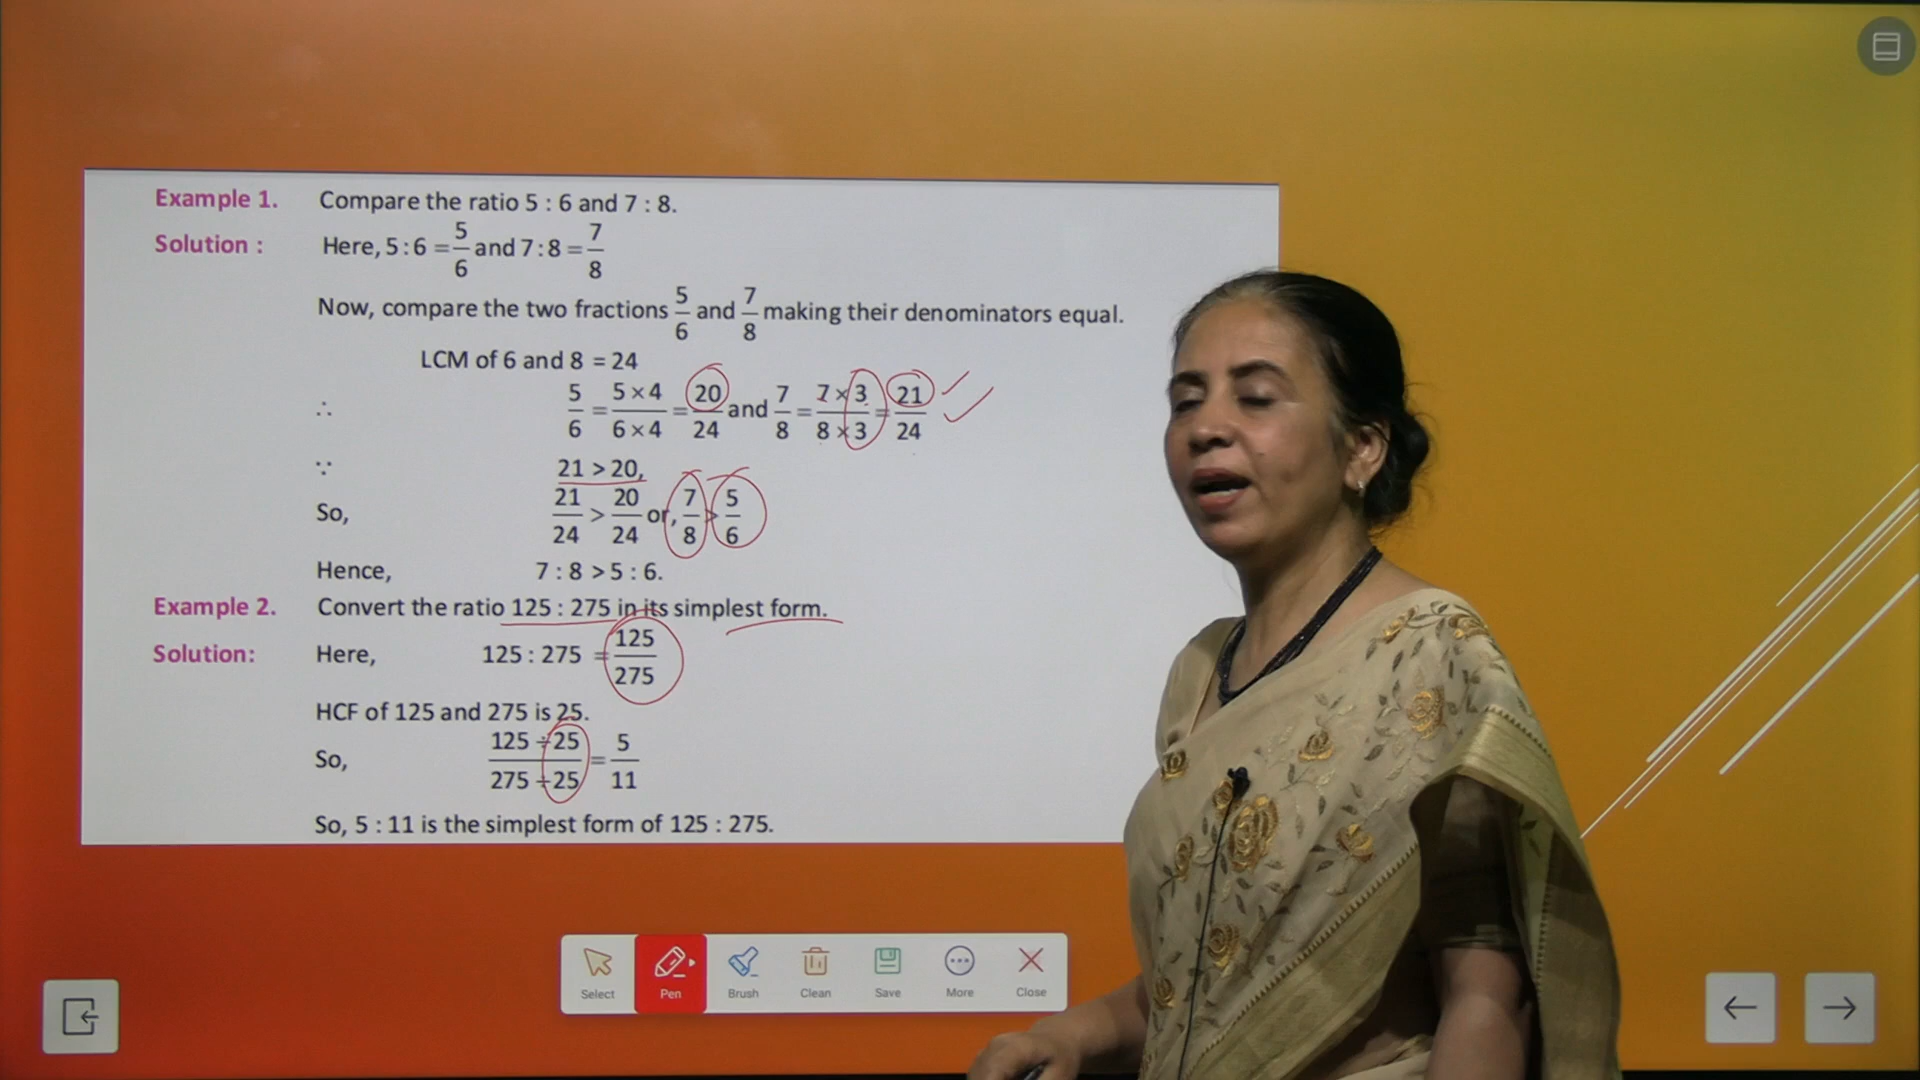 Example 1. Compare the ratio 5 : 6 and 7 : 8.
Solution : Here, 5 : 6 = 5/6 and 7 : 8 = 7/8
Now, compare the two fractions 5/6 and 7/8 making their denominators equal.
LCM of 6 and 8 = 24
∴ 5/6 = 5 × 4/6 × 4 = 20/24 and 7/8 = 7 × 3/8 × 3 = 21/24
∵ 21 > 20,
So, 21/24 > 20/24 or, 7/8 > 5/6
Hence, 7 : 8 > 5 : 6.
Example 2. Convert the ratio 125 : 275 in its simplest form.
Solution: Here, 125 : 275 = 125/275
HCF of 125 and 275 is 25.
So, 125 ÷ 25/275 ÷ 25 = 5/11
So, 5 : 11 is the simplest form of 125 : 275.
Select Pen Brush Clean Save More Close